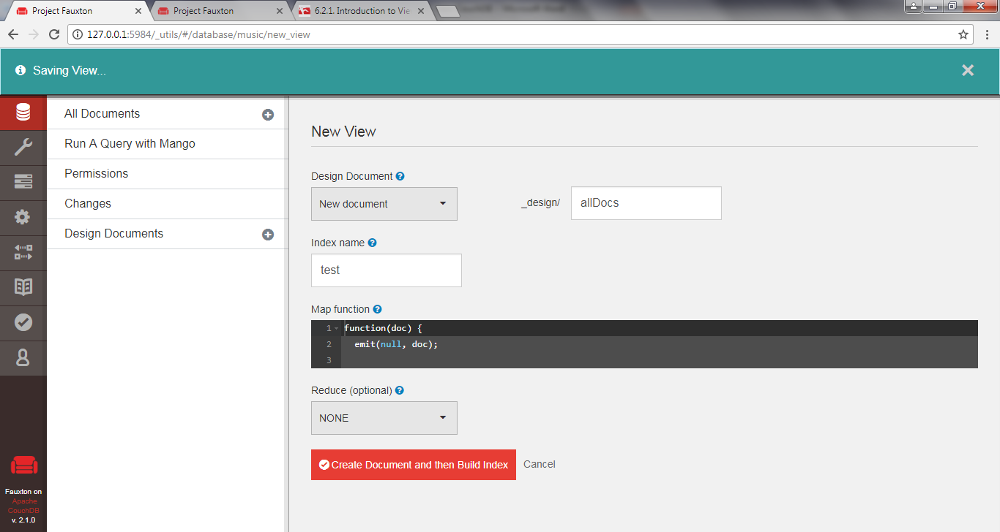 Project Fauxton
Project Fauxton
6.2.1. Introduction to Vie
127.0.0.1:5984/_utils/#/database/music/new_view
Saving View...
All Documents
Run A Query with Mango
Permissions
Changes
Design Documents
New View
Design Document
New document
_design/
allDocs
Index name
test
Map function
1 function(doc) {
2 emit(null, doc);
3
Reduce (optional)
NONE
Create Document and then Build Index
Cancel
Fauxton on
Apache
CouchDB
v. 2.1.0